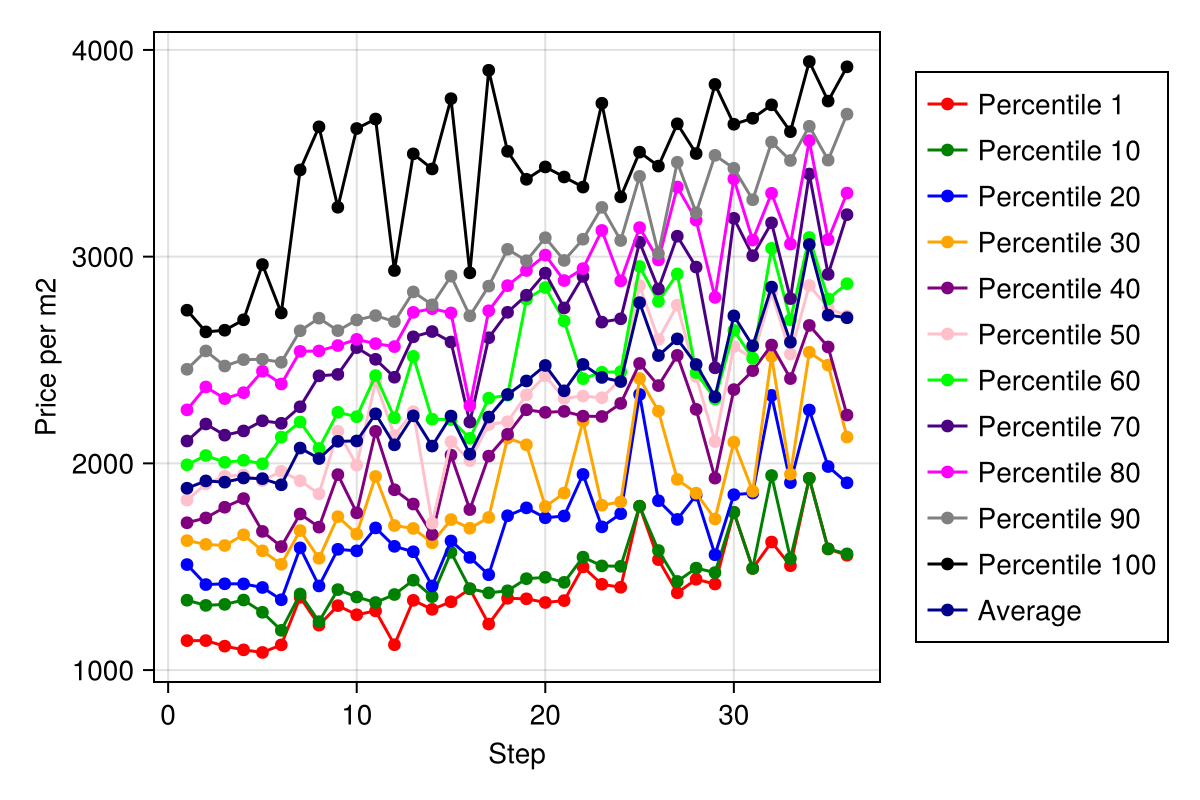 4000
3000
2000
1000
Price per m2
0 10 20 30
Step
Percentile 1
Percentile 10
Percentile 20
Percentile 30
Percentile 40
Percentile 50
Percentile 60
Percentile 70
Percentile 80
Percentile 90
Percentile 100
Average